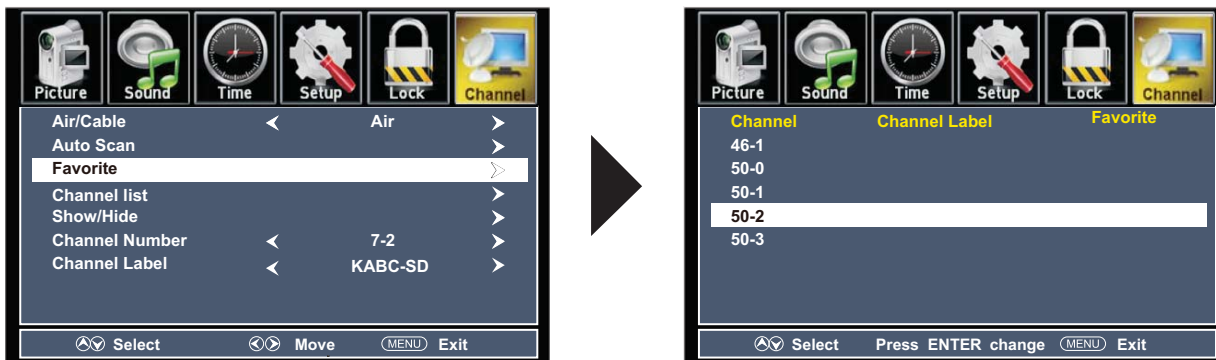 Picture Sound Time Setup Lock Channel
Air/Cable Air
Auto Scan
Favorite
Channel list
Show/Hide
Channel Number 7-2
Channel Label KABC-SD
Select Move MENU Exit
Picture Sound Time Setup Lock Channel
Channel Channel Label Favorite
46-1
50-0
50-1
50-2
50-3
Select Press ENTER change MENU Exit